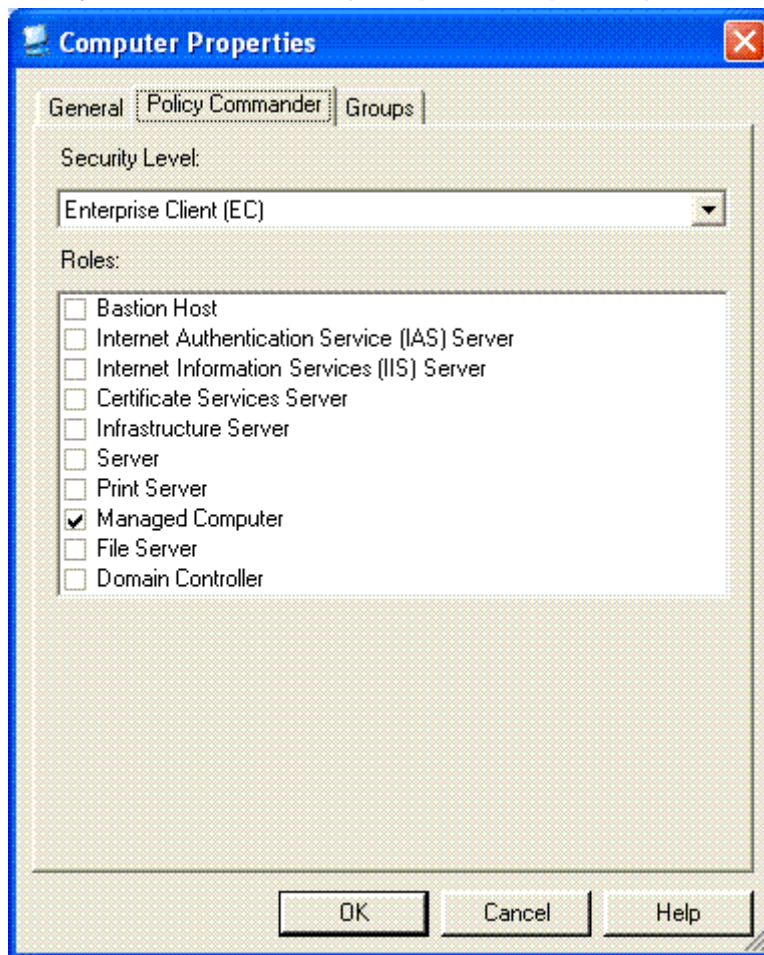 Computer Properties
General Policy Commander Groups
Security Level:
Enterprise Client (EC)
Roles:
Bastion Host
Internet Authentication Service (IAS) Server
Internet Information Services (IIS) Server
Certificate Services Server
Infrastructure Server
Server
Print Server
Managed Computer
File Server
Domain Controller
OK Cancel Help